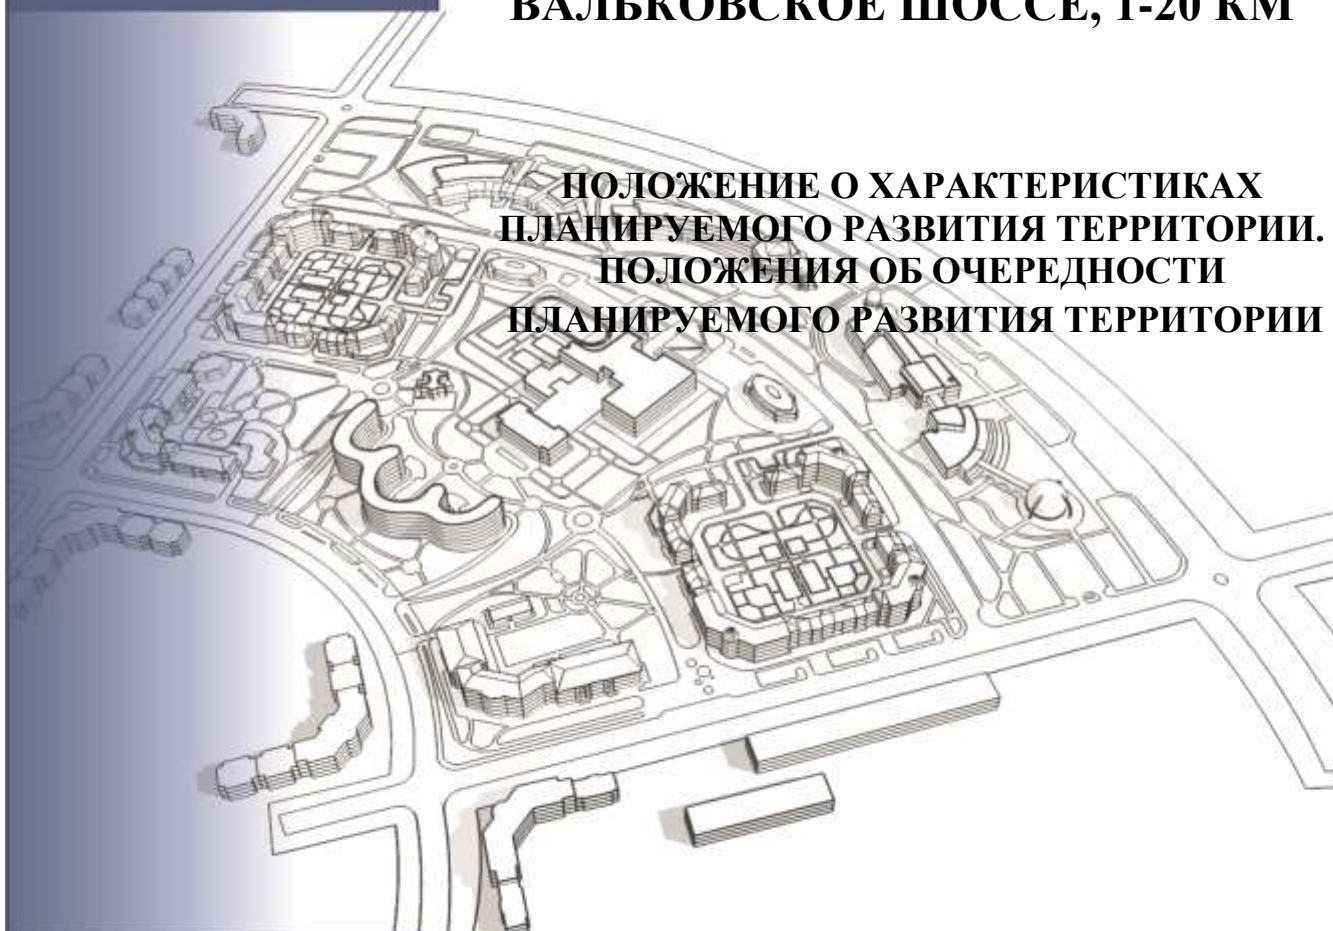 ВАЛЬКОВСКОЕ ШОССЕ, 1-20 КМ
ПОЛОЖЕНИЕ О ХАРАКТЕРИСТИКАХ
ПЛАНИРУЕМОГО РАЗВИТИЯ ТЕРРИТОРИИ.
ПОЛОЖЕНИЯ ОБ ОЧЕРЕДНОСТИ
ПЛАНИРУЕМОГО РАЗВИТИЯ ТЕРРИТОРИИ